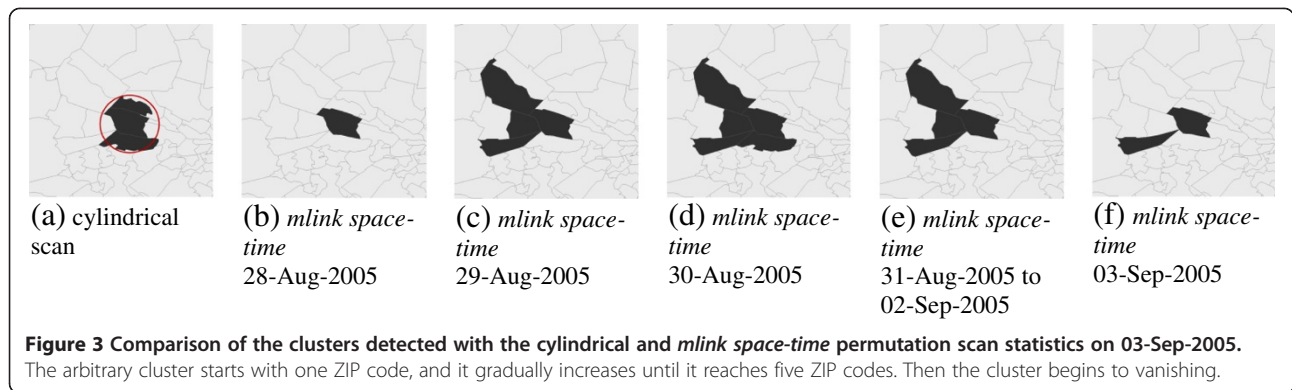 (a) cylindrical
scan
(b) mlink space-
time
28-Aug-2005
(c) mlink space-
time
29-Aug-2005
(d) mlink space-
time
30-Aug-2005
(e) mlink space-
time
31-Aug-2005 to
02-Sep-2005
(f) mlink space-
time
03-Sep-2005
Figure 3 Comparison of the clusters detected with the cylindrical and mlink space-time permutation scan statistics on 03-Sep-2005.
The arbitrary cluster starts with one ZIP code, and it gradually increases until it reaches five ZIP codes. Then the cluster begins to vanishing.